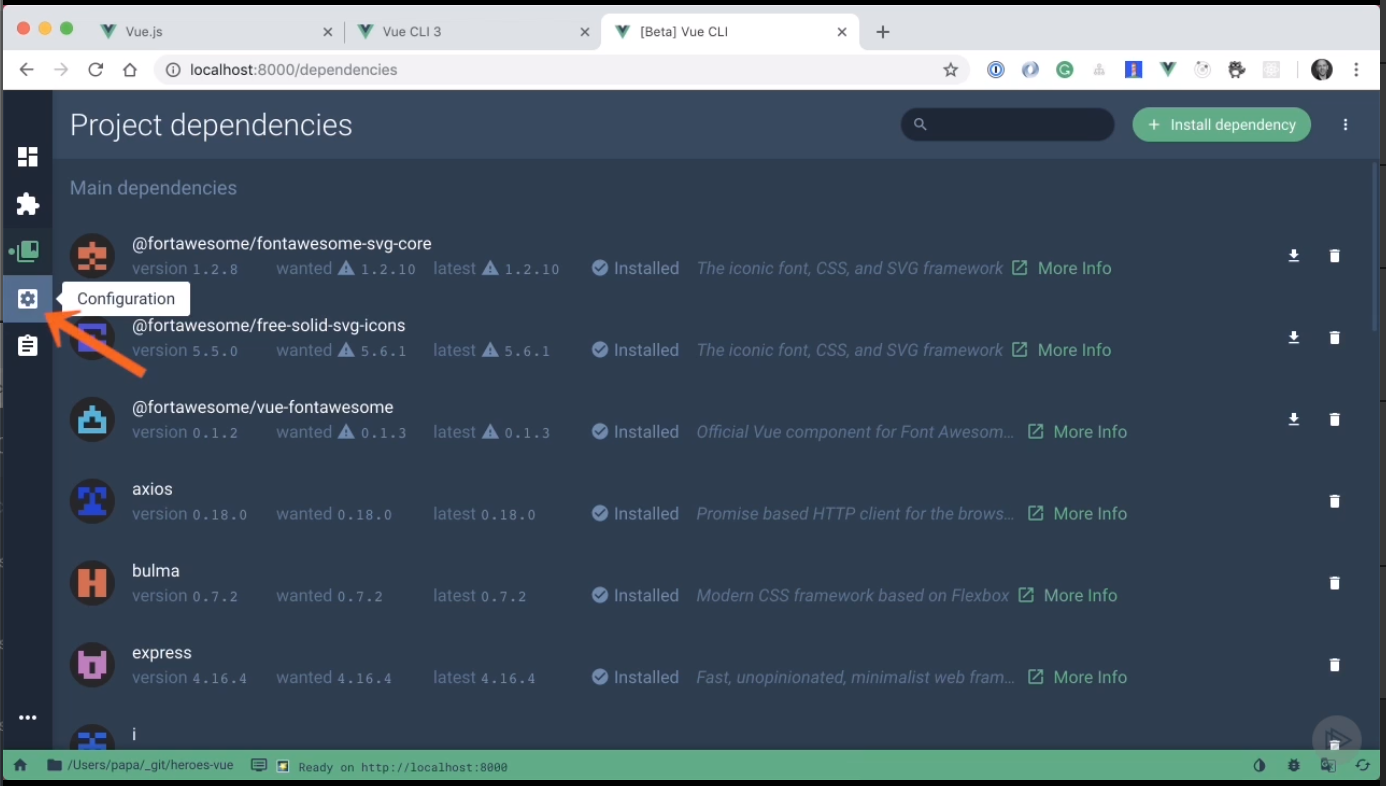 Vue.js
Vue CLI 3
[Beta] Vue CLI
localhost:8000/dependencies
Project dependencies
+ Install dependency
Main dependencies
@fortawesome/fontawesome-svg-core
version 1.2.8 wanted 1.2.10 latest 1.2.10 Installed The iconic font, CSS, and SVG framework More Info
Configuration
@fortawesome/free-solid-svg-icons
version 5.5.0 wanted 5.6.1 latest 5.6.1 Installed The iconic font, CSS, and SVG framework More Info
@fortawesome/vue-fontawesome
version 0.1.2 wanted 0.1.3 latest 0.1.3 Installed Official Vue component for Font Awesom... More Info
axios
version 0.18.0 wanted 0.18.0 latest 0.18.0 Installed Promise based HTTP client for the brows... More Info
bulma
version 0.7.2 wanted 0.7.2 latest 0.7.2 Installed Modern CSS framework based on Flexbox More Info
express
version 4.16.4 wanted 4.16.4 latest 4.16.4 Installed Fast, unopinionated, minimalist web fram... More Info
i
/Users/papa/_git/heroes-vue Ready on http://localhost:8000